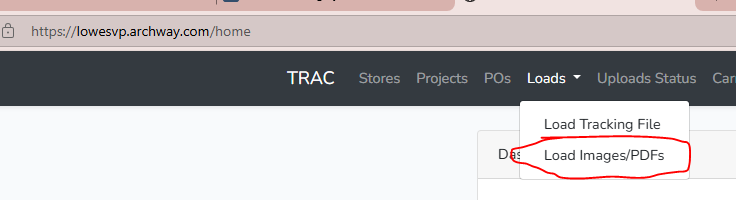 https://lowesvp.archway.com/home
TRAC Stores Projects POs Loads Uploads Status
Load Tracking File
Load Images/PDFs